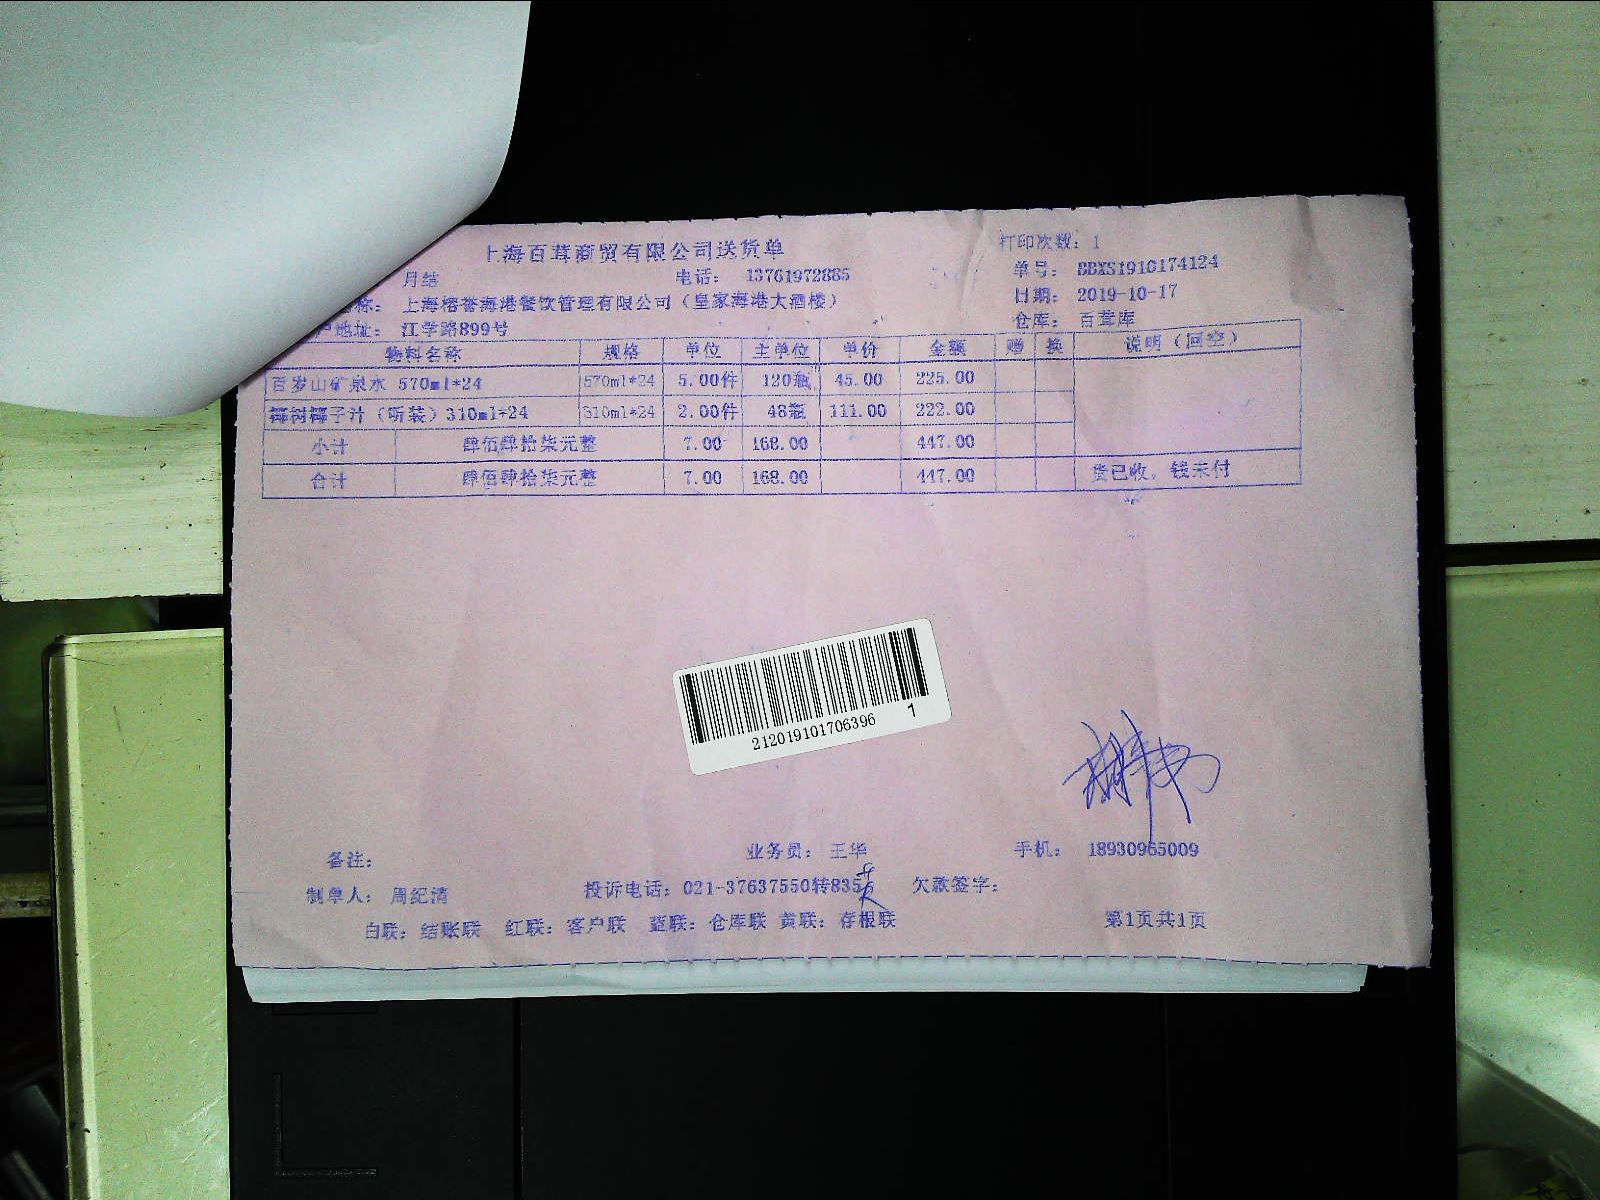 上海百茸商贸有限公司送货单
打印次数：1
月结 电话：13761972885 单号：BBXS1910174124
称：上海榕誉海港餐饮管理有限公司（皇家海港大酒楼） 日期：2019-10-17
户地址：江学路899号 仓库：百茸库
物料名称 规格 单位 主单位 单价 金额 赠 换 说明（回空）
百岁山矿泉水 570ml*24 570ml*24 5.00件 120瓶 45.00 225.00
椰树椰子汁（听装）310ml*24 310ml*24 2.00件 48瓶 111.00 222.00
小计 肆佰肆拾柒元整 7.00 168.00 447.00
合计 肆佰肆拾柒元整 7.00 168.00 447.00 货已收，钱未付
212019101706396 1
备注： 业务员：王华 手机：18930965009
制单人：周纪清 投诉电话：021-37637550转835 欠款签字：
白联：结账联 红联：客户联 蓝联：仓库联 黄联：存根联 第1页共1页